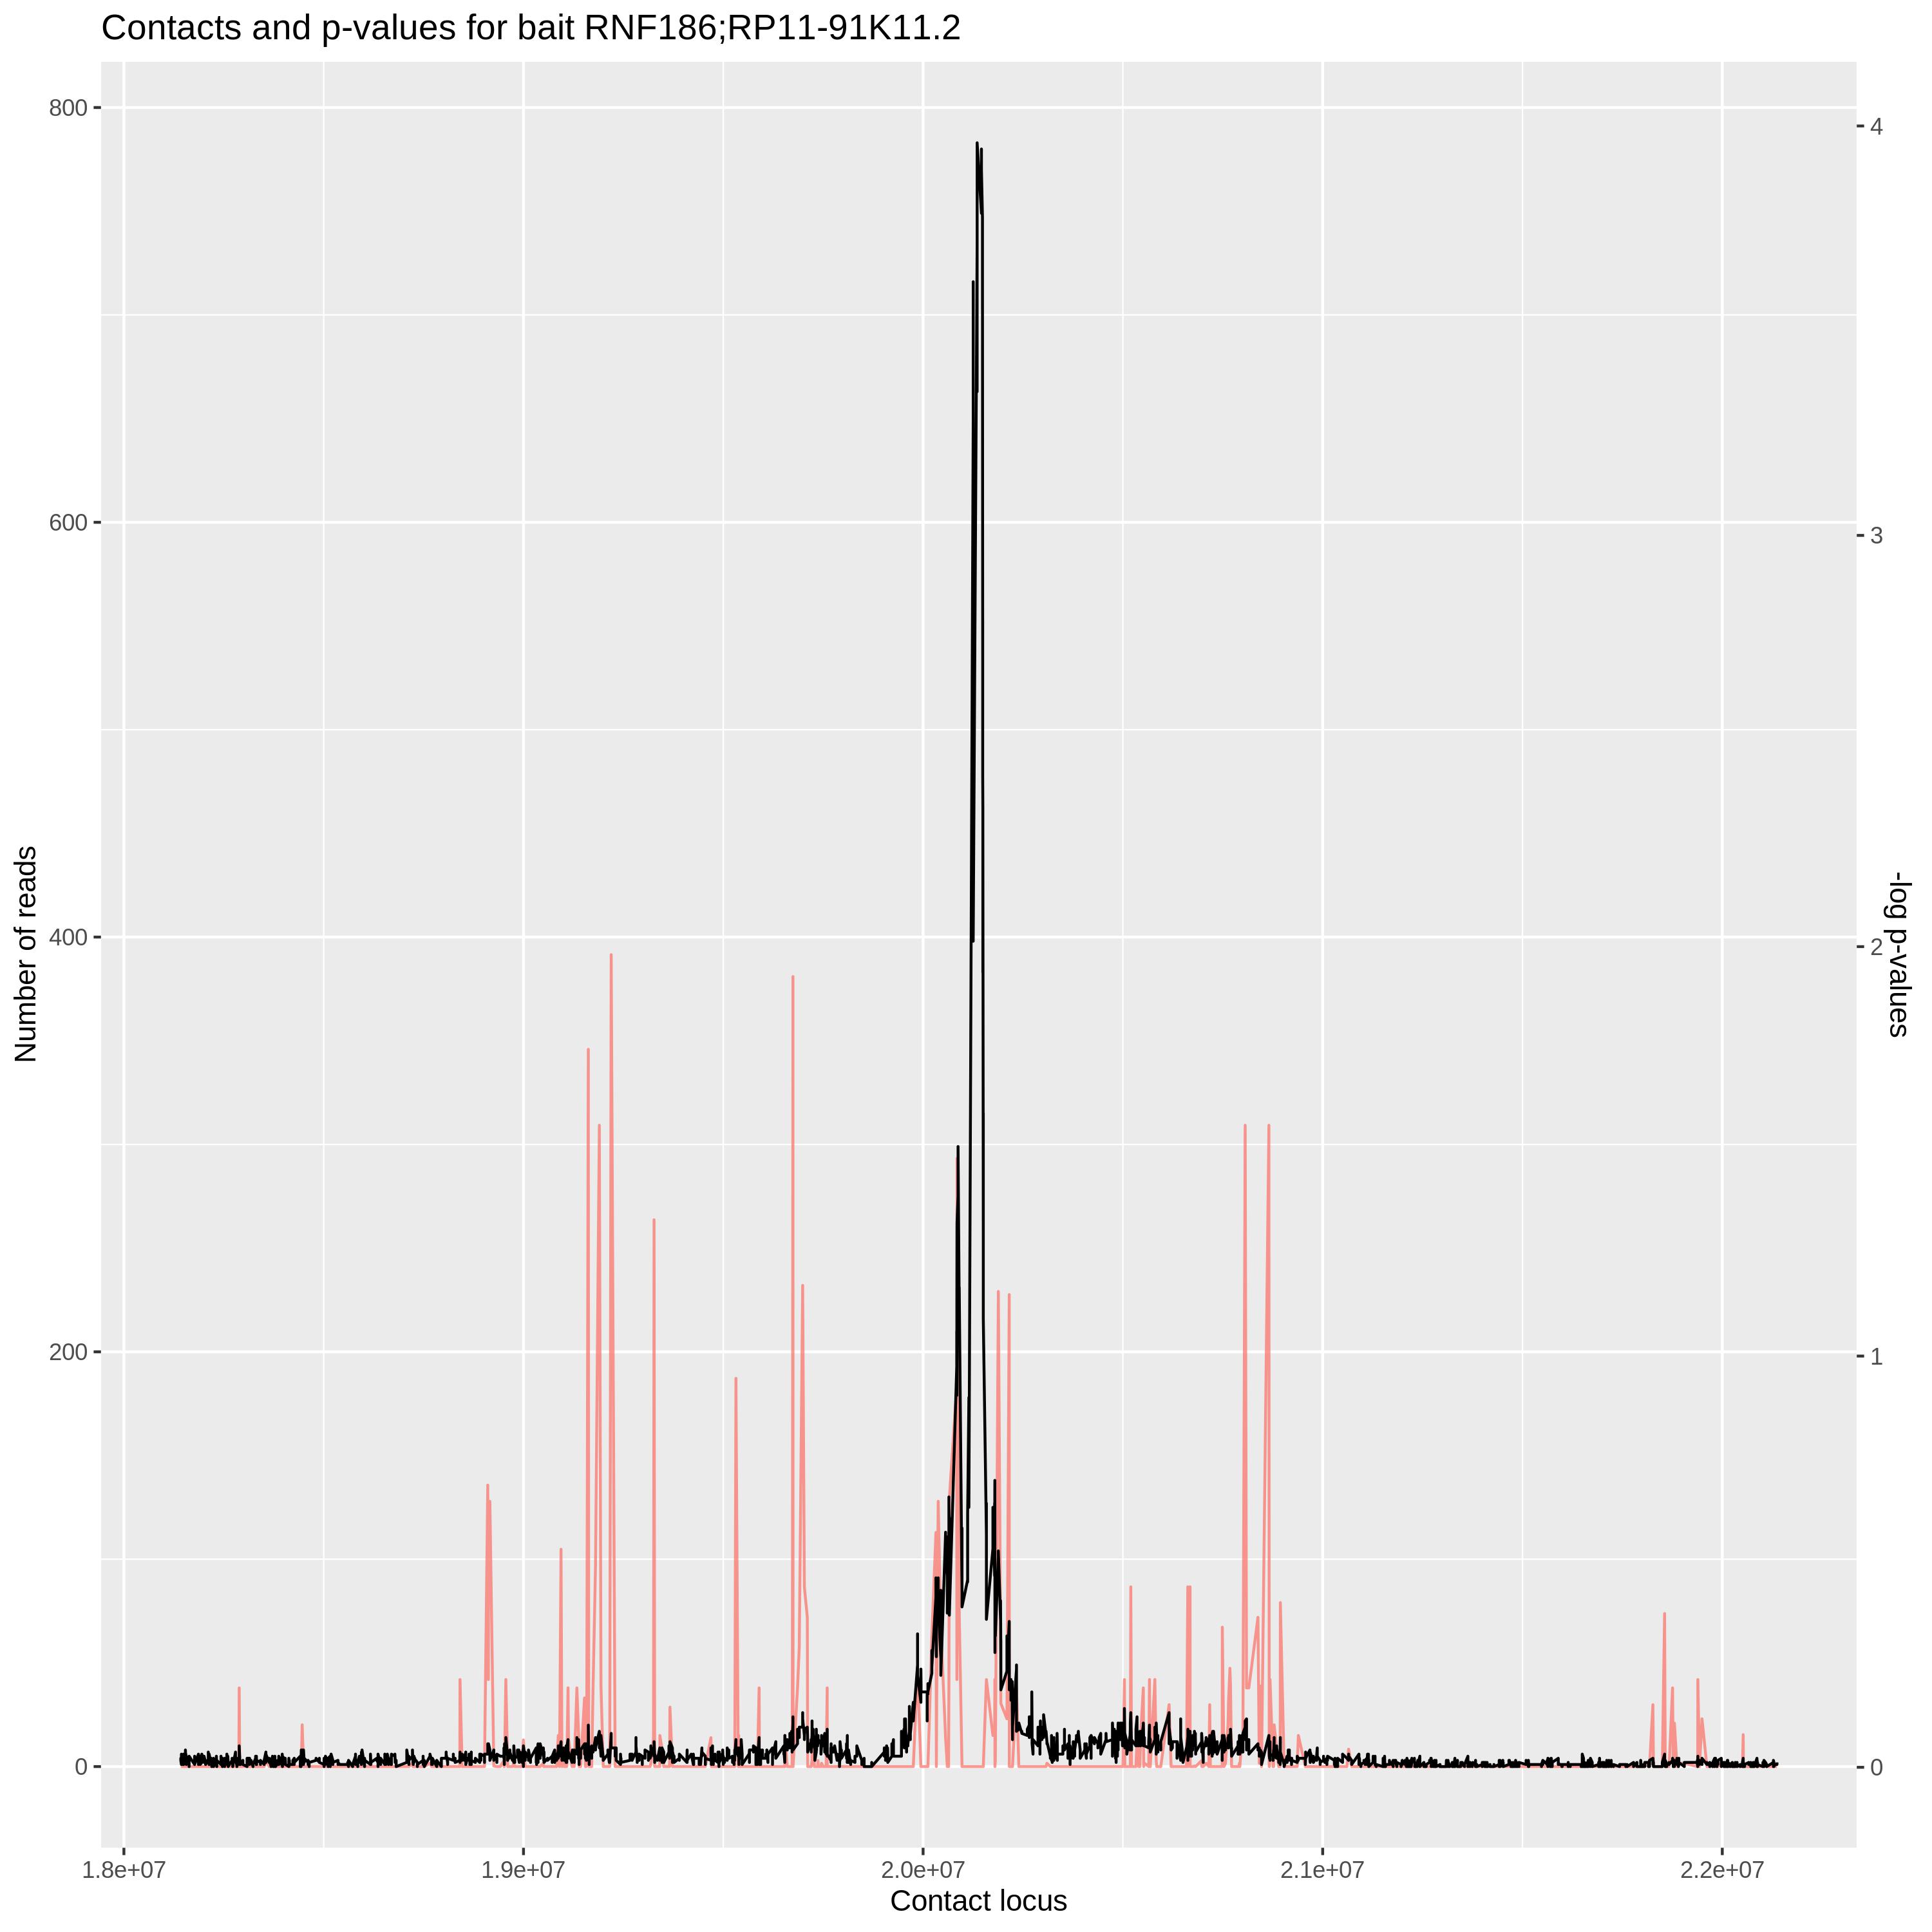 Contacts and p-values for bait RNF186;RP11-91K11.2
800
600
400
200
0
Number of reads
4
3
2
1
0
-log p-values
1.8e+07
1.9e+07
2.0e+07
2.1e+07
2.2e+07
Contact locus